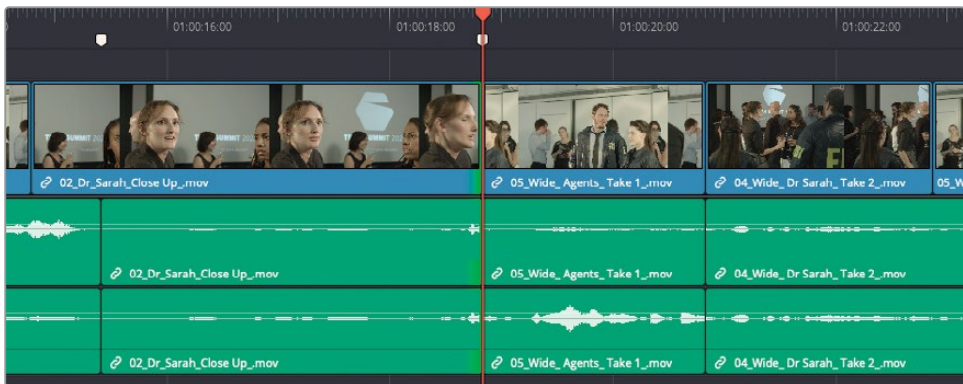 01:00:16:00
01:00:18:00
01:00:20:00
01:00:22:00
02_Dr_Sarah_Close Up_.mov
05_Wide_ Agents_ Take 1_.mov
04_Wide_ Dr Sarah_ Take 2_.mov
05_W
02_Dr_Sarah_Close Up_.mov
05_Wide_ Agents_ Take 1_.mov
04_Wide_ Dr Sarah_ Take 2_.mov
02_Dr_Sarah_Close Up_.mov
05_Wide_ Agents_ Take 1_.mov
04_Wide_ Dr Sarah_ Take 2_.mov